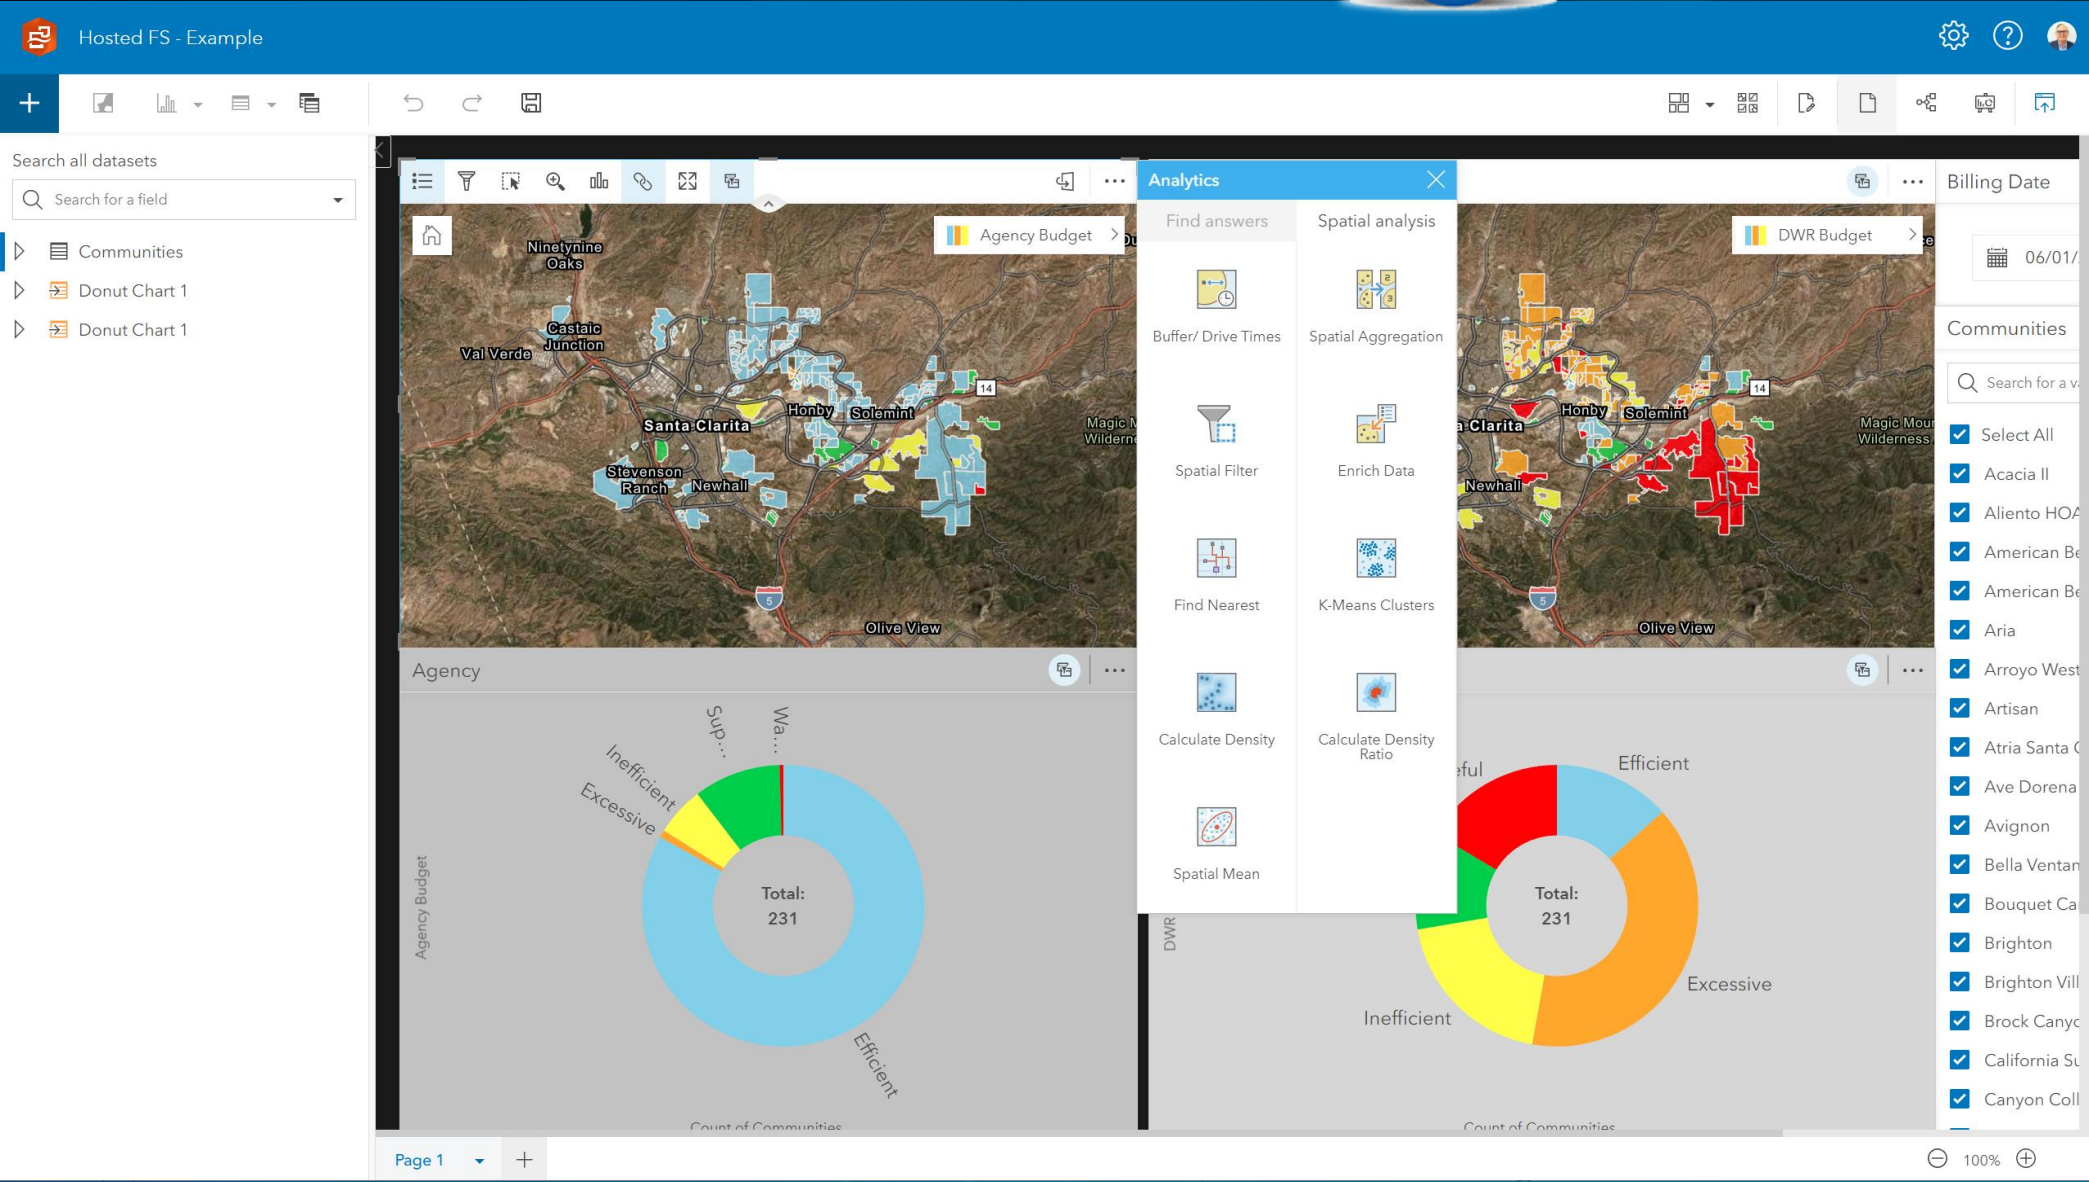 Hosted FS - Example
Search all datasets
Search for a field
Communities
Donut Chart 1
Donut Chart 1
Agency Budget
Ninetynine
Oaks
Castaic
Junction
Val Verde
14
Honby
Solemint
Santa Clarita
Magic M
Wilderne
Stevenson
Ranch
Newhall
5
Olive View
Analytics
Find answers
Spatial analysis
Buffer/ Drive Times
Spatial Aggregation
Spatial Filter
Enrich Data
Find Nearest
K-Means Clusters
Calculate Density
Calculate Density
Ratio
Spatial Mean
DWR Budget
14
Honby
Solemint
a Clarita
Magic Mour
Wilderness
Newhall
5
Olive View
Agency
Sup...
Wa...
Inefficient
Excessive
Agency Budget
Total:
231
Efficient
Count of Communities
eful
Efficient
DWR
Total:
231
Excessive
Inefficient
Count of Communities
Billing Date
06/01/
Communities
Search for a va
Select All
Acacia II
Aliento HOA
American Be
American Be
Aria
Arroyo West
Artisan
Atria Santa C
Ave Dorena
Avignon
Bella Ventan
Bouquet Ca
Brighton
Brighton Vill
Brock Canyo
California Su
Canyon Coll
Page 1
100%